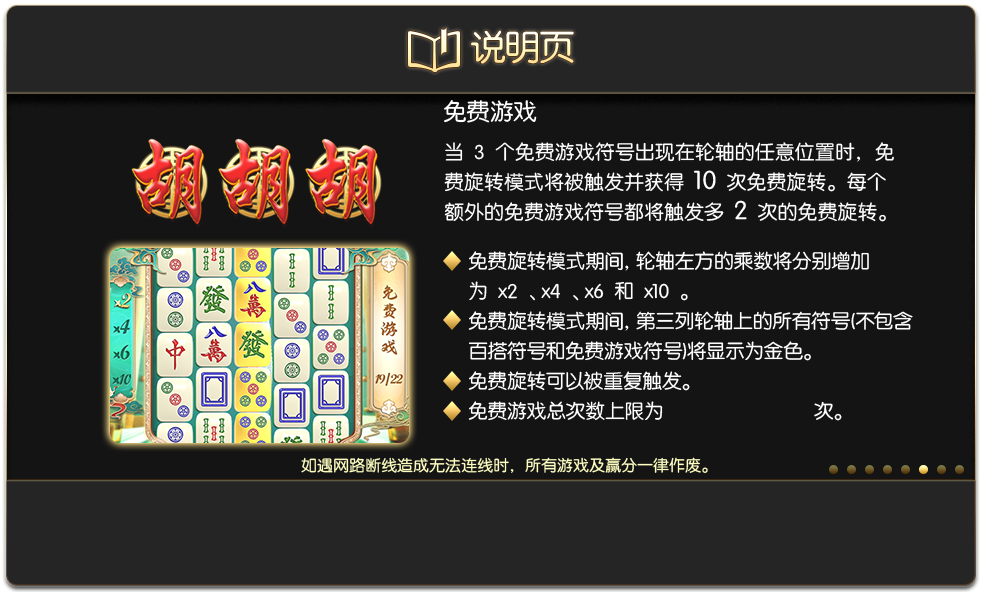 说明页
胡胡胡
免费游戏
当 3 个免费游戏符号出现在轮轴的任意位置时，免
费旋转模式将被触发并获得 10 次免费旋转。每个
额外的免费游戏符号都将触发多 2 次的免费旋转。
免费旋转模式期间, 轮轴左方的乘数将分别增加
为 x2 、x4 、x6 和 x10 。
免费旋转模式期间, 第三列轮轴上的所有符号(不包含
百搭符号和免费游戏符号)将显示为金色。
免费旋转可以被重复触发。
免费游戏总次数上限为 次。
x2
x4
x6
x10
發
八萬
中
八萬
發
免费游戏
19/22
如遇网路断线造成无法连线时，所有游戏及赢分一律作废。